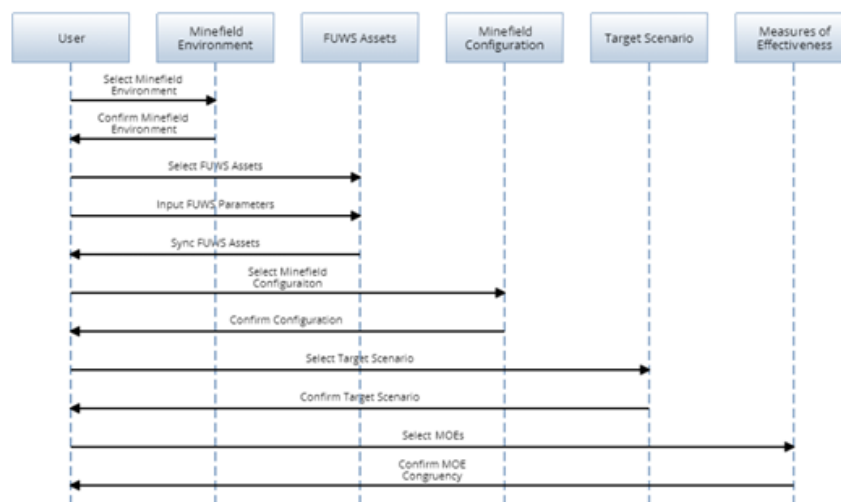 User
Minefield
Environment
FUWS Assets
Minefield
Configuration
Target Scenario
Measures of
Effectiveness
Select Minefield
Environment
Confirm Minefield
Environment
Select FUWS Assets
Input FUWS Parameters
Sync FUWS Assets
Select Minefield
Configuraiton
Confirm Configuration
Select Target Scenario
Confirm Target Scenario
Select MOEs
Confirm MOE
Congruency